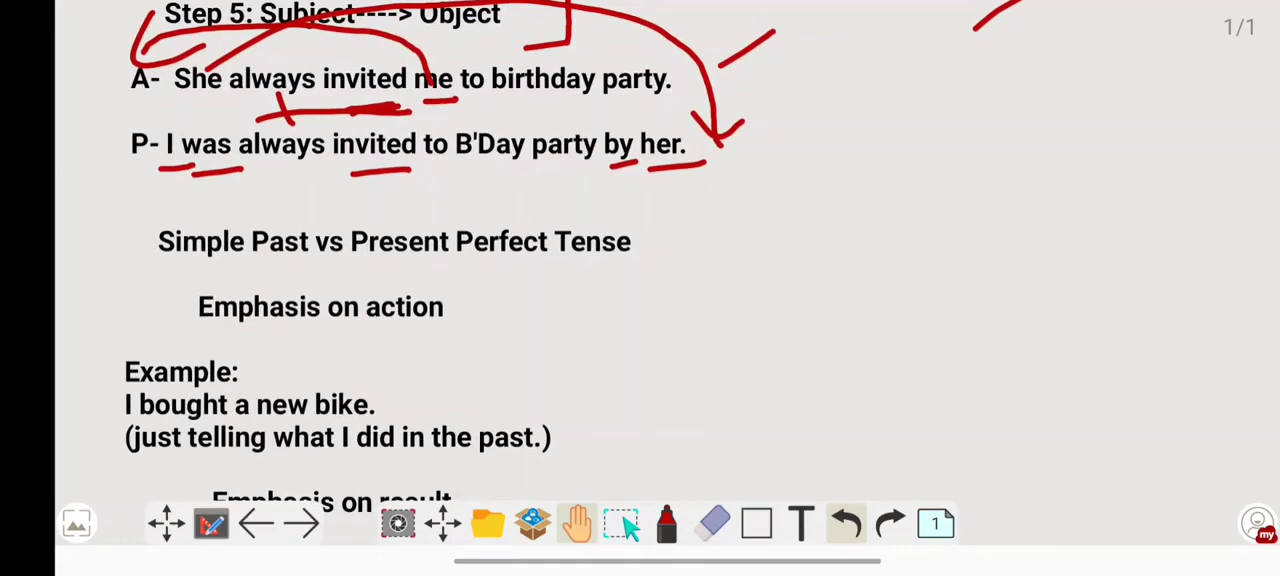 Step 5: Subject----> Object
1/1
A- She always invited me to birthday party.
P- I was always invited to B'Day party by her.
Simple Past vs Present Perfect Tense
Emphasis on action
Example:
I bought a new bike.
(just telling what I did in the past.)
Emphasis on result
T
1
my